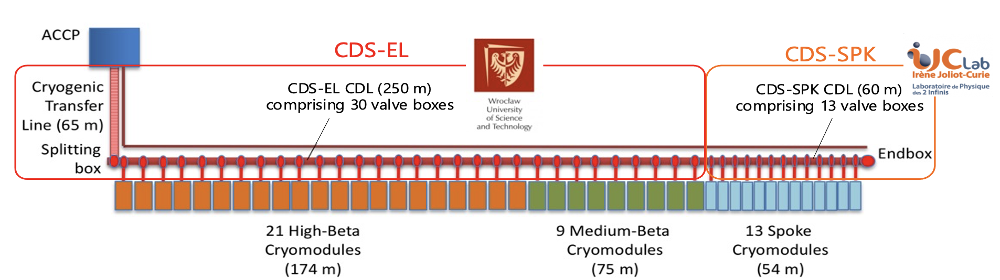 ACCP
CDS-EL
CDS-SPK
IJCLab
Irène Joliot-Curie
Laboratoire de Physique
des 2 Infinis
Cryogenic
Transfer
Line (65 m)
CDS-EL CDL (250 m)
comprising 30 valve boxes
Wrocław
University
of Science
and Technology
CDS-SPK CDL (60 m)
comprising 13 valve boxes
Splitting
box
Endbox
21 High-Beta
Cryomodules
(174 m)
9 Medium-Beta
Cryomodules
(75 m)
13 Spoke
Cryomodules
(54 m)